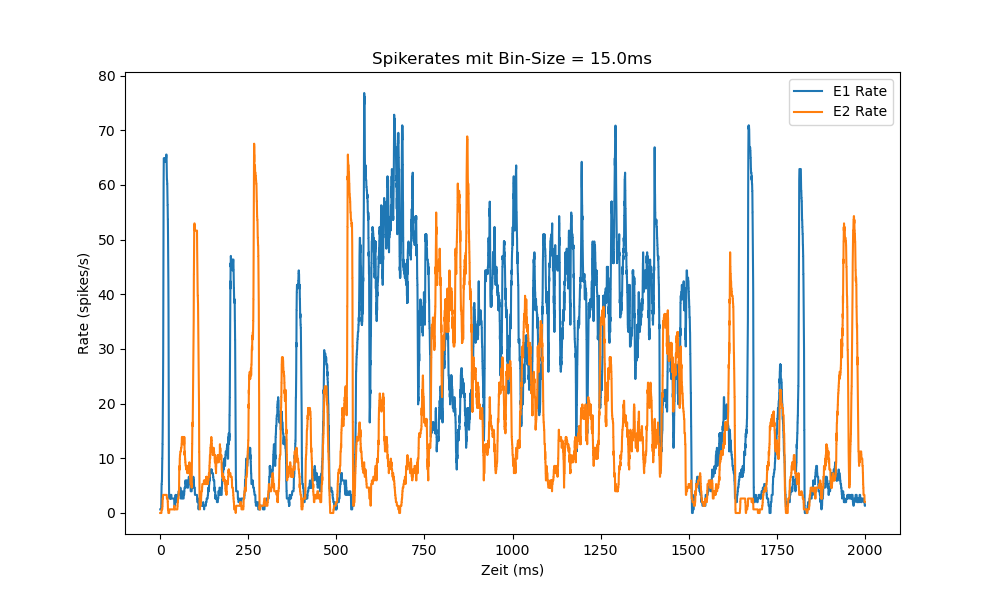 Spikerates mit Bin-Size = 15.0ms
E1 Rate
E2 Rate
80
70
60
50
40
30
20
10
0
Rate (spikes/s)
0 250 500 750 1000 1250 1500 1750 2000
Zeit (ms)